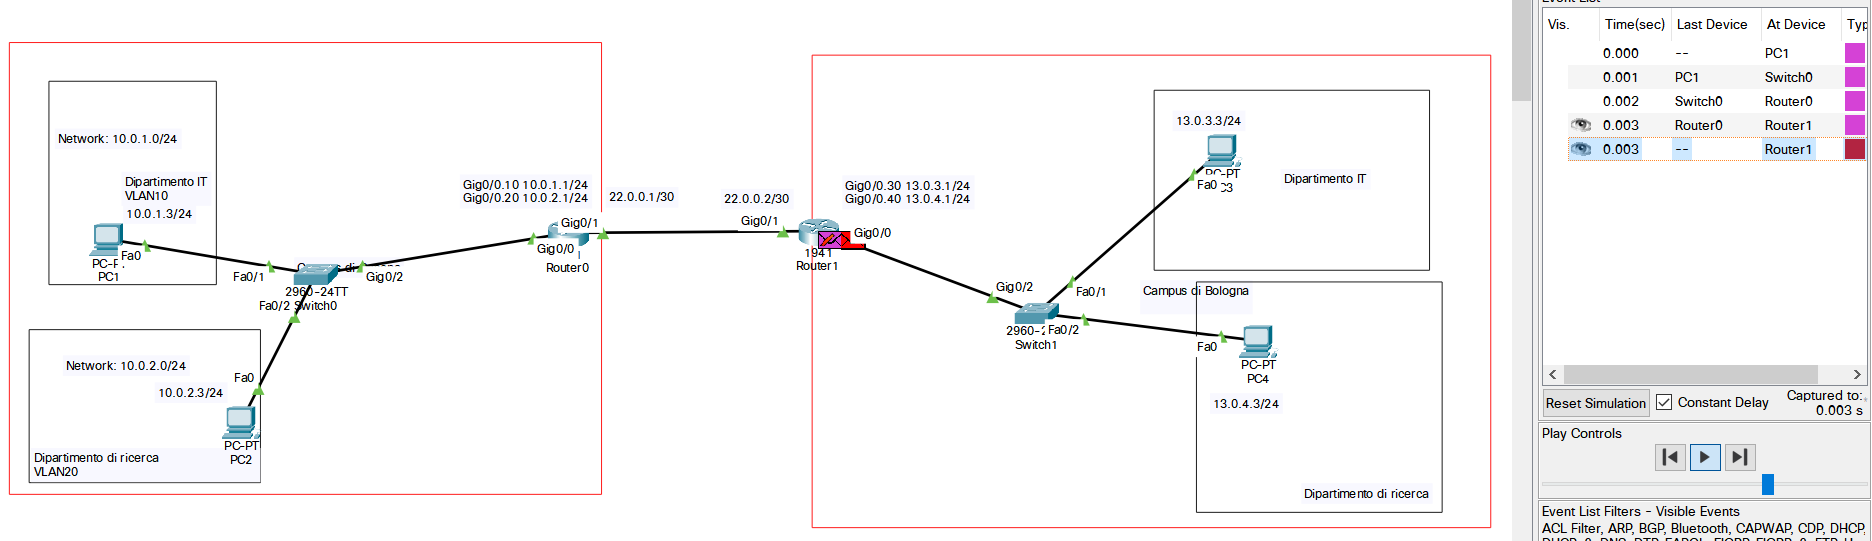 Network: 10.0.1.0/24
Dipartimento IT
VLAN10
10.0.1.3/24
Fa0
PC1
Fa0/1
Gig0/2
2960-24TT
Fa0/2 Switch0
Network: 10.0.2.0/24
Fa0
10.0.2.3/24
PC-PT
PC2
Dipartimento di ricerca
VLAN20
Gig0/0.10 10.0.1.1/24
Gig0/0.20 10.0.2.1/24
22.0.0.1/30
Gig0/1
Gig0/0
Router0
22.0.0.2/30
Gig0/1
Gig0/0.30 13.0.3.1/24
Gig0/0.40 13.0.4.1/24
Gig0/0
1941
Router1
13.0.3.3/24
PC-PT
Fa0
Dipartimento IT
Gig0/2
Fa0/1
Campus di Bologna
Fa0/2
Switch1
Fa0
PC-PT
PC4
13.0.4.3/24
Dipartimento di ricerca
Vis. Time(sec) Last Device At Device
0.000 -- PC1
0.001 PC1 Switch0
0.002 Switch0 Router0
0.003 Router0 Router1
0.003 -- Router1
Reset Simulation Constant Delay Captured to:
0.003 s
Play Controls
Event List Filters - Visible Events
ACL Filter, ARP, BGP, Bluetooth, CAPWAP, CDP, DHCP,